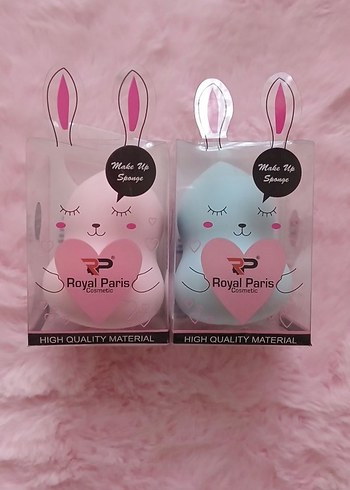 Make Up
Sponge
RP
Royal Paris
Cosmetic
HIGH QUALITY MATERIAL
Make Up
Sponge
RP
Royal Paris
Cosmetic
HIGH QUALITY MATERIAL